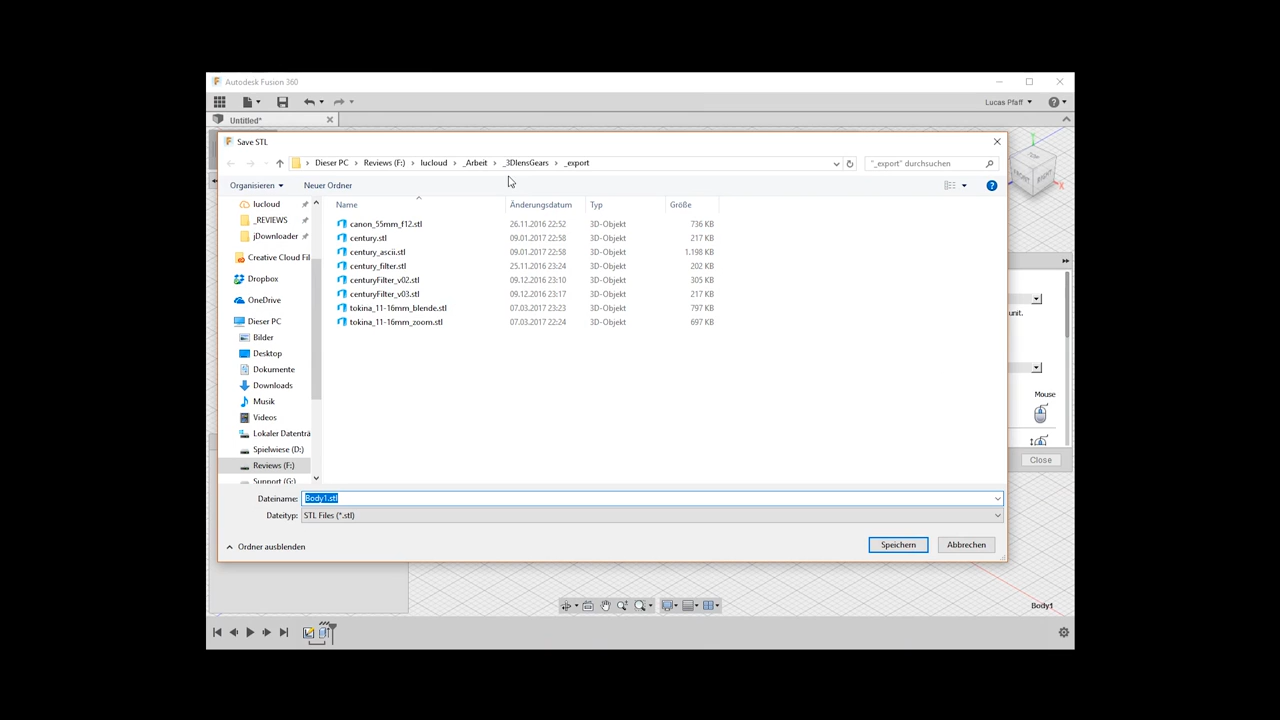 Autodesk Fusion 360
Lucas Pfaff
Untitled*
Save STL
Dieser PC › Reviews (F:) › lucloud › _Arbeit › _3DlensGears › _export
"_export" durchsuchen
Organisieren
Neuer Ordner
lucloud
_REVIEWS
jDownloader
Creative Cloud Fil
Dropbox
OneDrive
Dieser PC
Bilder
Desktop
Dokumente
Downloads
Musik
Videos
Lokaler Datenträ
Spielwiese (D:)
Reviews (F:)
Support (G:)
Name Änderungsdatum Typ Größe
canon_55mm_f12.stl 26.11.2016 22:52 3D-Objekt 736 KB
century.stl 09.01.2017 22:58 3D-Objekt 217 KB
century_ascii.stl 09.01.2017 22:58 3D-Objekt 1.198 KB
century_filter.stl 25.11.2016 23:24 3D-Objekt 202 KB
centuryFilter_v02.stl 09.12.2016 23:10 3D-Objekt 305 KB
centuryFilter_v03.stl 09.12.2016 23:17 3D-Objekt 217 KB
tokina_11-16mm_blende.stl 07.03.2017 23:23 3D-Objekt 797 KB
tokina_11-16mm_zoom.stl 07.03.2017 22:24 3D-Objekt 697 KB
Dateiname: Body1.stl
Dateityp: STL Files (*.stl)
Ordner ausblenden
Speichern
Abbrechen
TOP
FRONT
RIGHT
Z
X
unit.
Mouse
Close
Body1